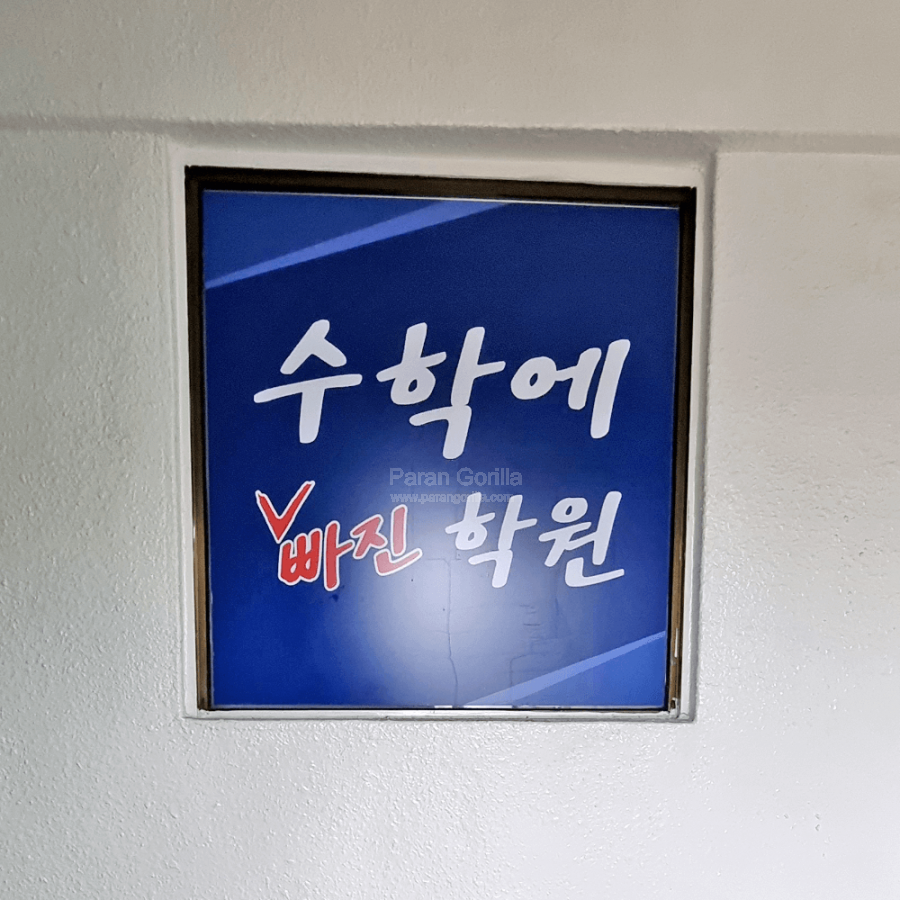 수학에
빠진 학원
Paran Gorilla
www.parangorilla.com